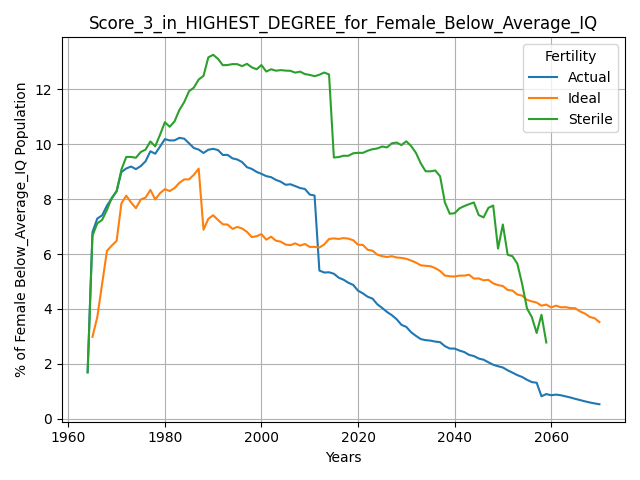 Score_3_in_HIGHEST_DEGREE_for_Female_Below_Average_IQ
% of Female Below_Average_IQ Population
12
10
8
6
4
2
0
1960
1980
2000
2020
2040
2060
Years
Fertility
Actual
Ideal
Sterile